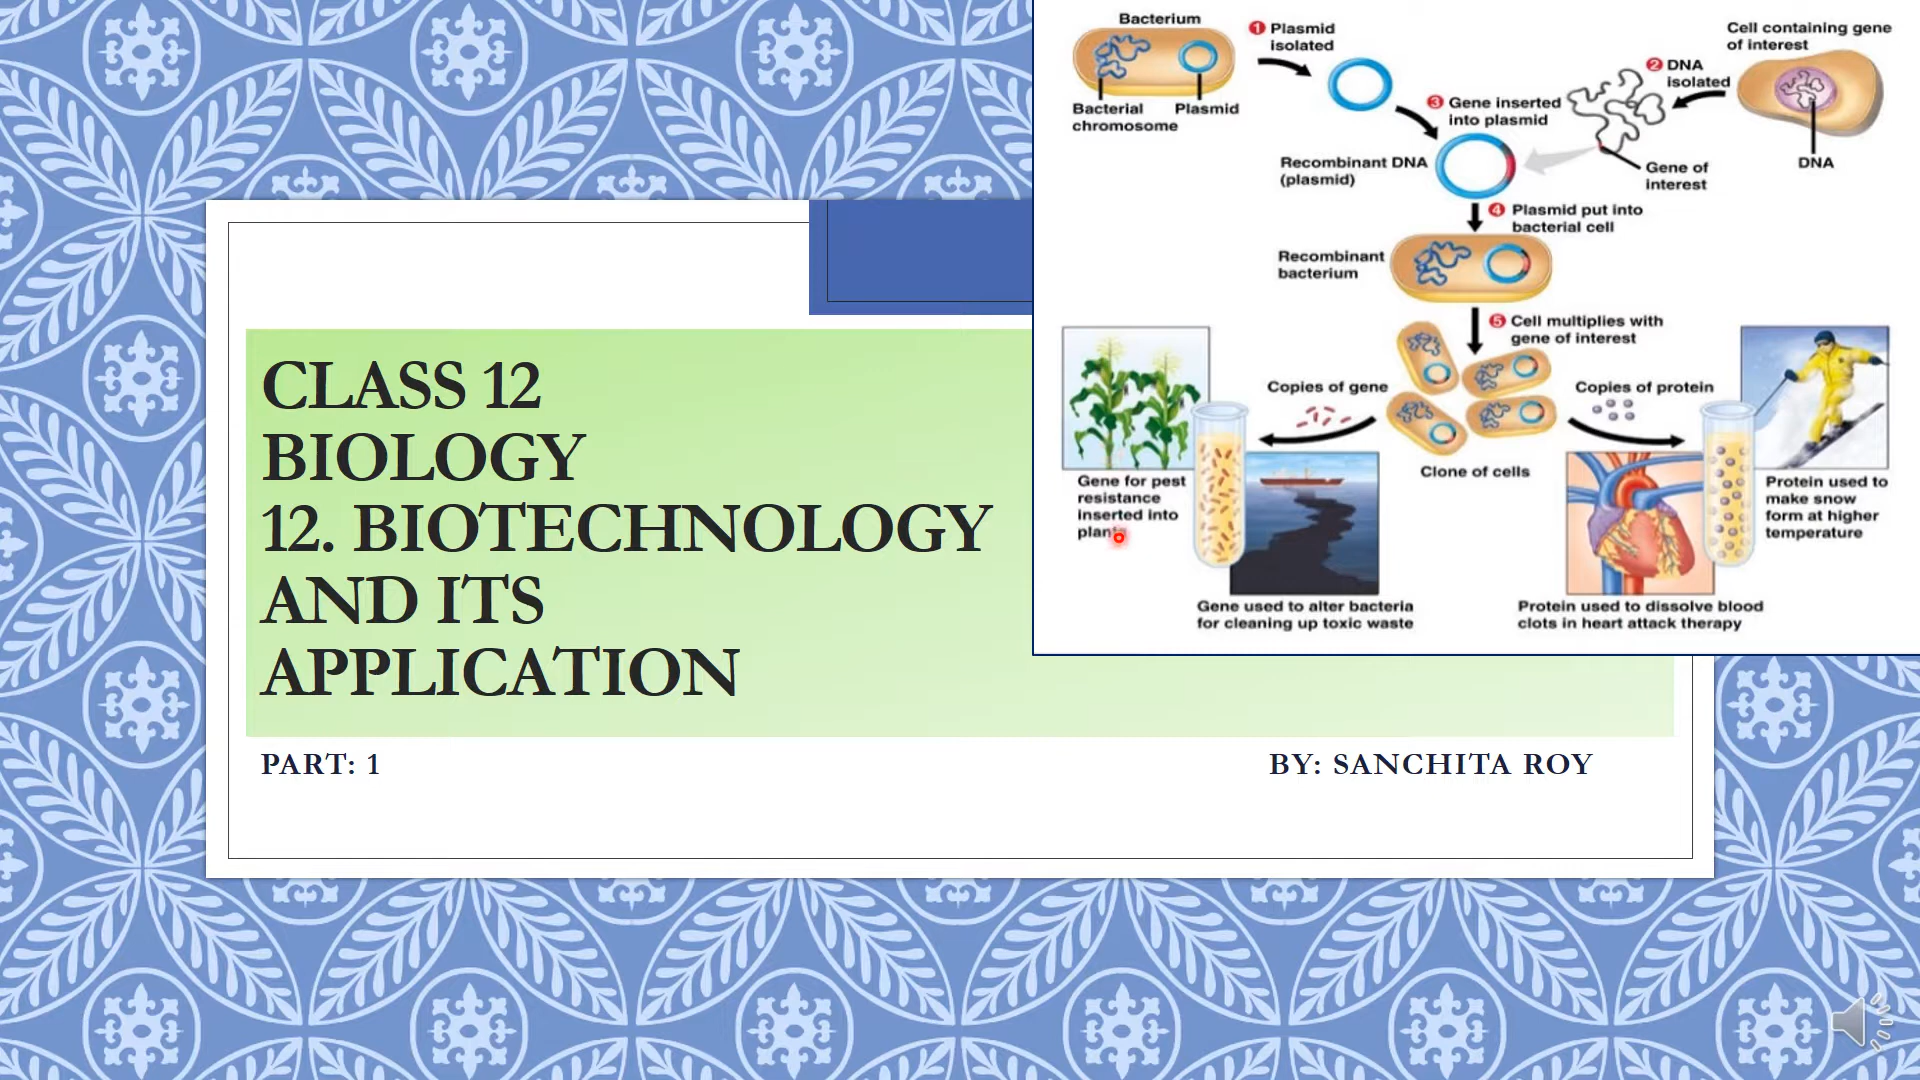 Bacterium
1 Plasmid
isolated
Cell containing gene
of interest
2 DNA
isolated
Bacterial
chromosome
Plasmid
3 Gene inserted
into plasmid
DNA
Recombinant DNA
(plasmid)
Gene of
interest
4 Plasmid put into
bacterial cell
Recombinant
bacterium
5 Cell multiplies with
gene of interest
Copies of gene
Copies of protein
Clone of cells
Gene for pest
resistance
inserted into
Protein used to
make snow
form at higher
temperature
Gene used to alter bacteria
for cleaning up toxic waste
Protein used to dissolve blood
clots in heart attack therapy
CLASS 12
BIOLOGY
12. BIOTECHNOLOGY
AND ITS
APPLICATION
PART: 1
BY: SANCHITA ROY